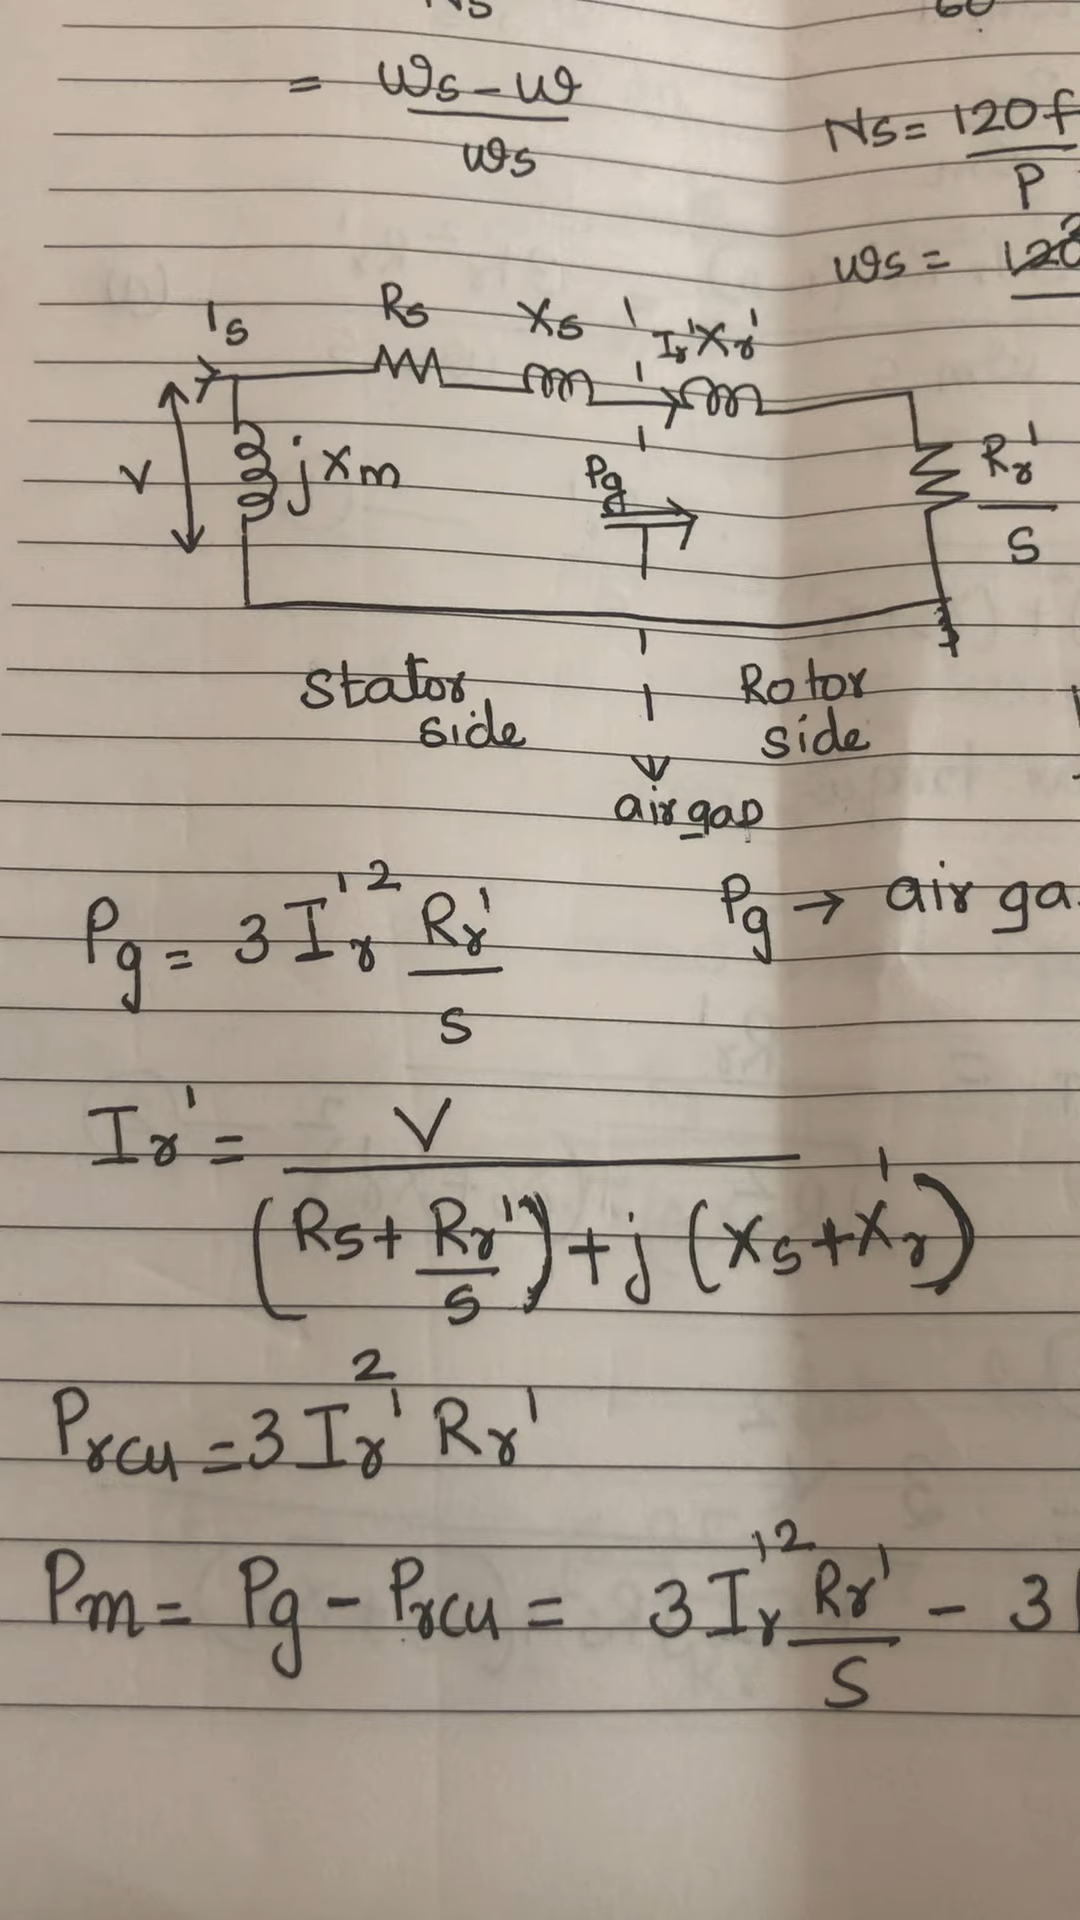 Ns
60
= ωs - ω / ωs
Ns = 120f / P
ωs = 120
Is Rs Xs Ir' Xr'
V jXm Pg Rr' / s
Stator side
Rotor side
air gap
Pg = 3 Ir'² Rr' / s
Pg → air ga
Ir' = V / (Rs + Rr' / s) + j (Xs + Xr')
Prcu = 3 Ir'² Rr'
Pm = Pg - Prcu = 3 Ir'² Rr' / s - 3